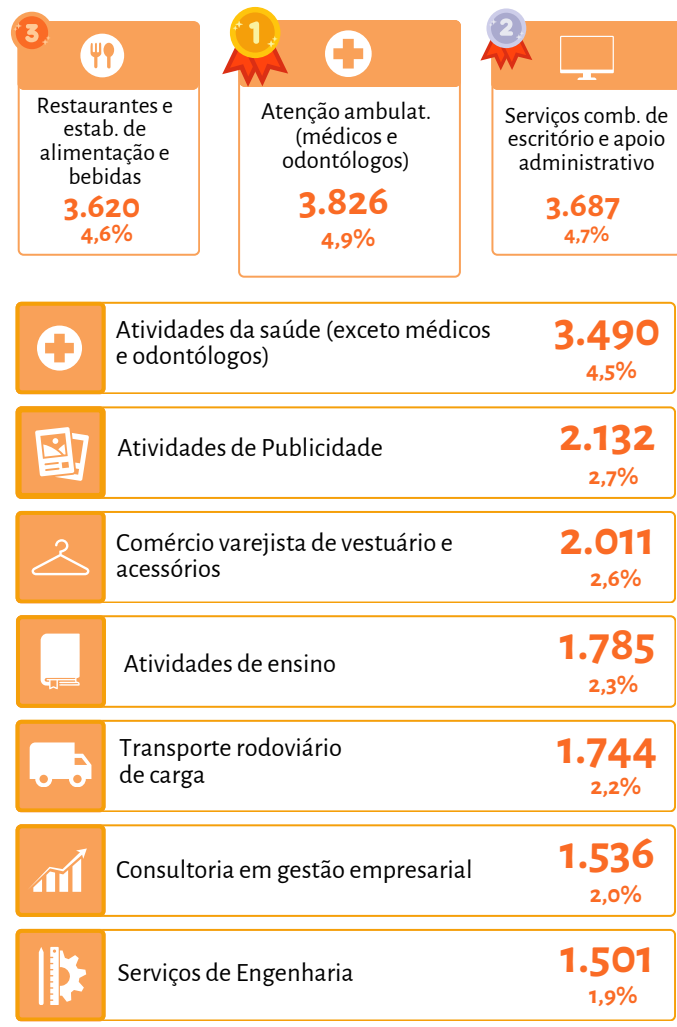 3
Restaurantes e
estab. de
alimentação e
bebidas
3.620
4,6%
1
Atenção ambulat.
(médicos e
odontólogos)
3.826
4,9%
2
Serviços comb. de
escritório e apoio
administrativo
3.687
4,7%
Atividades da saúde (exceto médicos
e odontólogos)
3.490
4,5%
Atividades de Publicidade
2.132
2,7%
Comércio varejista de vestuário e
acessórios
2.011
2,6%
Atividades de ensino
1.785
2,3%
Transporte rodoviário
de carga
1.744
2,2%
Consultoria em gestão empresarial
1.536
2,0%
Serviços de Engenharia
1.501
1,9%